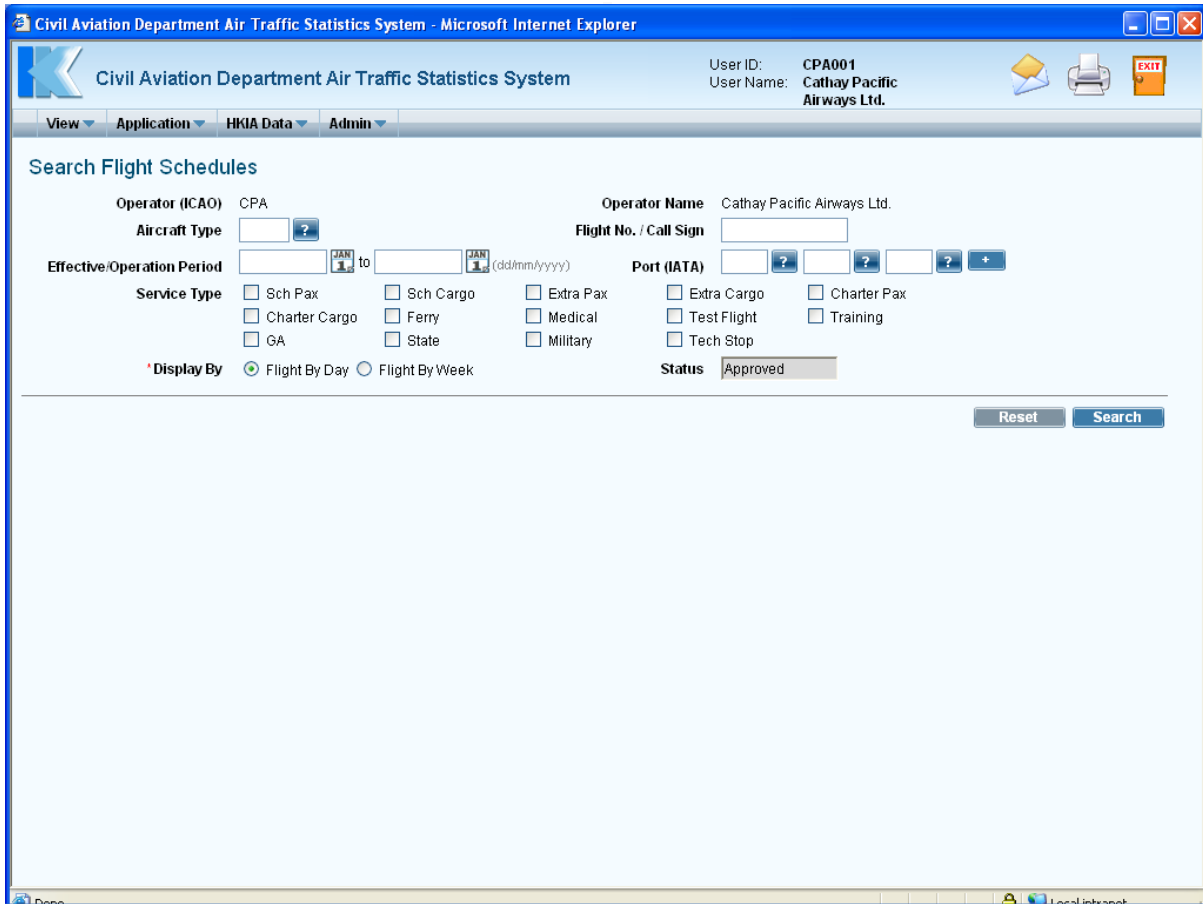 Civil Aviation Department Air Traffic Statistics System - Microsoft Internet Explorer
Civil Aviation Department Air Traffic Statistics System
User ID: CPA001
User Name: Cathay Pacific
Airways Ltd.
EXIT
View Application HKIA Data Admin
Search Flight Schedules
Operator (ICAO) CPA Operator Name Cathay Pacific Airways Ltd.
Aircraft Type ? Flight No. / Call Sign
Effective/Operation Period JAN 1 to JAN 1 (dd/mm/yyyy) Port (IATA) ? ? ? +
Service Type Sch Pax Sch Cargo Extra Pax Extra Cargo Charter Pax
Charter Cargo Ferry Medical Test Flight Training
GA State Military Tech Stop
*Display By Flight By Day Flight By Week Status Approved
Reset Search
Done Local intranet